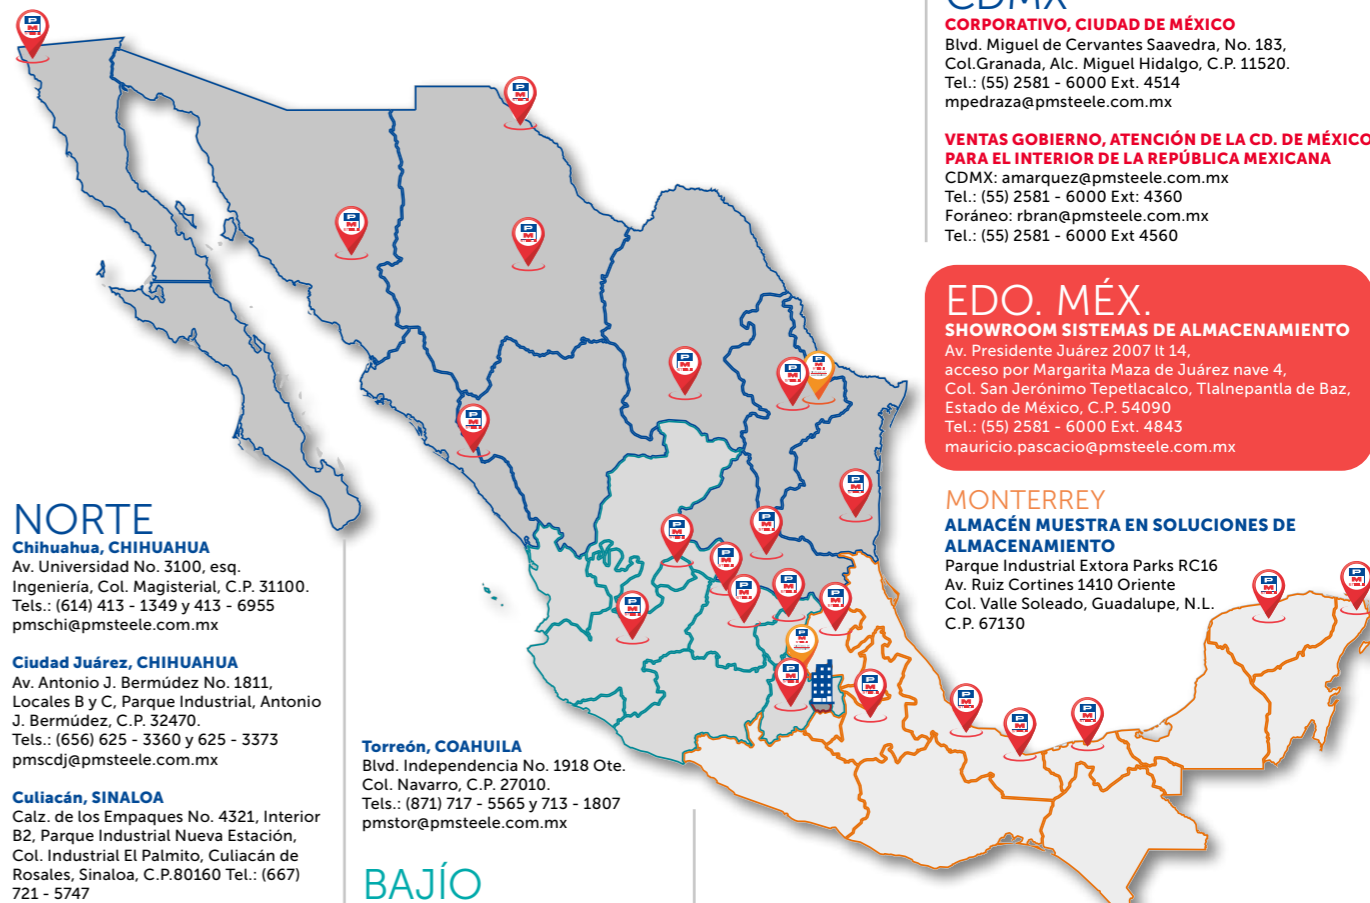 CDMX
CORPORATIVO, CIUDAD DE MÉXICO
Blvd. Miguel de Cervantes Saavedra, No. 183,
Col.Granada, Alc. Miguel Hidalgo, C.P. 11520.
Tel.: (55) 2581 - 6000 Ext. 4514
mpedraza@pmsteele.com.mx
VENTAS GOBIERNO, ATENCIÓN DE LA CD. DE MÉXICO
PARA EL INTERIOR DE LA REPÚBLICA MEXICANA
CDMX: amarquez@pmsteele.com.mx
Tel.: (55) 2581 - 6000 Ext: 4360
Foráneo: rbran@pmsteele.com.mx
Tel.: (55) 2581 - 6000 Ext 4560
EDO. MÉX.
SHOWROOM SISTEMAS DE ALMACENAMIENTO
Av. Presidente Juárez 2007 lt 14,
acceso por Margarita Maza de Juárez nave 4,
Col. San Jerónimo Tepetlacalco, Tlalnepantla de Baz,
Estado de México, C.P. 54090
Tel.: (55) 2581 - 6000 Ext. 4843
mauricio.pascacio@pmsteele.com.mx
MONTERREY
ALMACÉN MUESTRA EN SOLUCIONES DE
ALMACENAMIENTO
Parque Industrial Extora Parks RC16
Av. Ruiz Cortines 1410 Oriente
Col. Valle Soleado, Guadalupe, N.L.
C.P. 67130
NORTE
Chihuahua, CHIHUAHUA
Av. Universidad No. 3100, esq.
Ingeniería, Col. Magisterial, C.P. 31100.
Tels.: (614) 413 - 1349 y 413 - 6955
pmschi@pmsteele.com.mx
Ciudad Juárez, CHIHUAHUA
Av. Antonio J. Bermúdez No. 1811,
Locales B y C, Parque Industrial, Antonio
J. Bermúdez, C.P. 32470.
Tels.: (656) 625 - 3360 y 625 - 3373
pmscdj@pmsteele.com.mx
Culiacán, SINALOA
Calz. de los Empaques No. 4321, Interior
B2, Parque Industrial Nueva Estación,
Col. Industrial El Palmito, Culiacán de
Rosales, Sinaloa, C.P.80160 Tel.: (667)
721 - 5747
Torreón, COAHUILA
Blvd. Independencia No. 1918 Ote.
Col. Navarro, C.P. 27010.
Tels.: (871) 717 - 5565 y 713 - 1807
pmstor@pmsteele.com.mx
BAJÍO